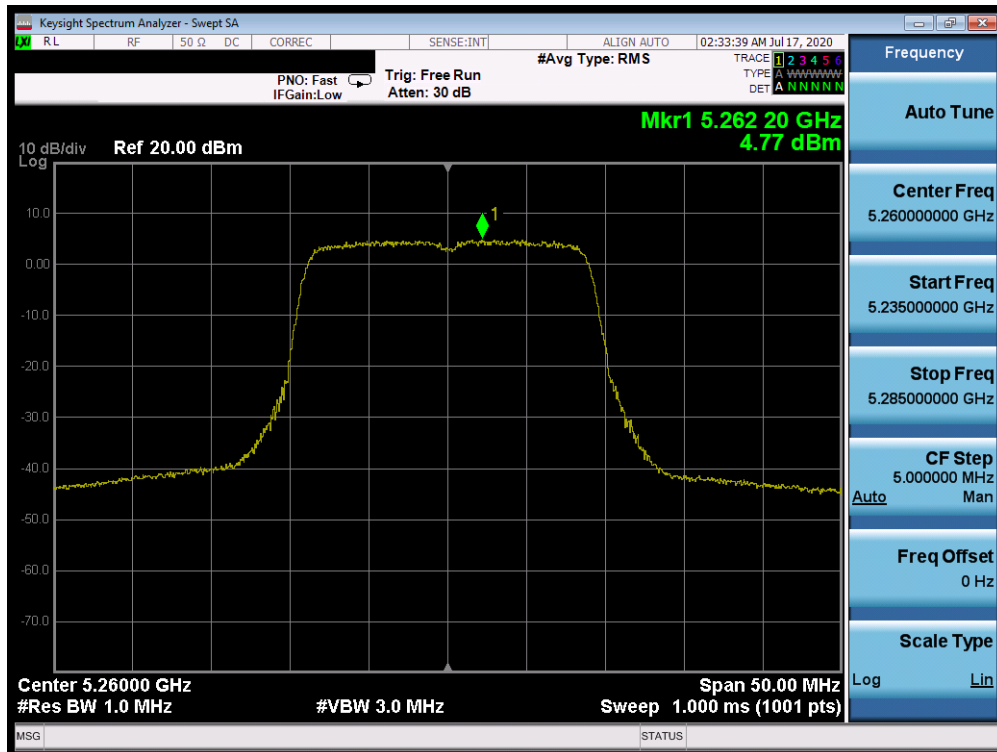 Keysight Spectrum Analyzer - Swept SA
LXI RL RF 50 Ω DC CORREC SENSE:INT ALIGN AUTO 02:33:39 AM Jul 17, 2020
#Avg Type: RMS TRACE 1 2 3 4 5 6
PNO: Fast Trig: Free Run TYPE A WWWWW
IFGain:Low Atten: 30 dB DET A N N N N N
Mkr1 5.262 20 GHz
4.77 dBm
10 dB/div Ref 20.00 dBm
Log
1
10.0
0.00
-10.0
-20.0
-30.0
-40.0
-50.0
-60.0
-70.0
Center 5.26000 GHz Span 50.00 MHz
#Res BW 1.0 MHz #VBW 3.0 MHz Sweep 1.000 ms (1001 pts)
MSG STATUS
Frequency
Auto Tune
Center Freq
5.260000000 GHz
Start Freq
5.235000000 GHz
Stop Freq
5.285000000 GHz
CF Step
5.000000 MHz
Auto Man
Freq Offset
0 Hz
Scale Type
Log Lin